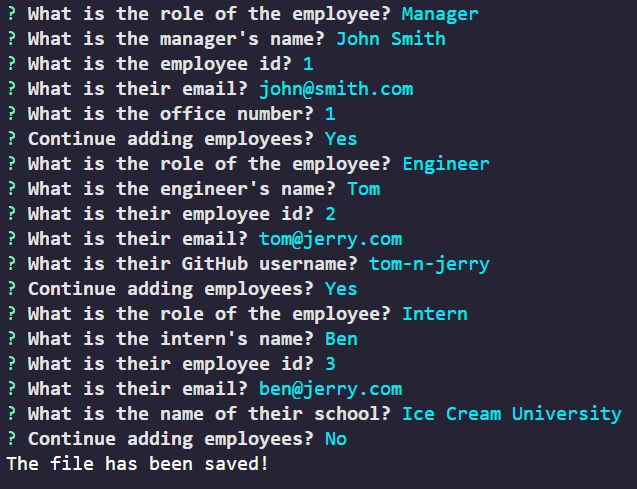 ? What is the role of the employee? Manager
? What is the manager's name? John Smith
? What is the employee id? 1
? What is their email? john@smith.com
? What is the office number? 1
? Continue adding employees? Yes
? What is the role of the employee? Engineer
? What is the engineer's name? Tom
? What is their employee id? 2
? What is their email? tom@jerry.com
? What is their GitHub username? tom-n-jerry
? Continue adding employees? Yes
? What is the role of the employee? Intern
? What is the intern's name? Ben
? What is their employee id? 3
? What is their email? ben@jerry.com
? What is the name of their school? Ice Cream University
? Continue adding employees? No
The file has been saved!